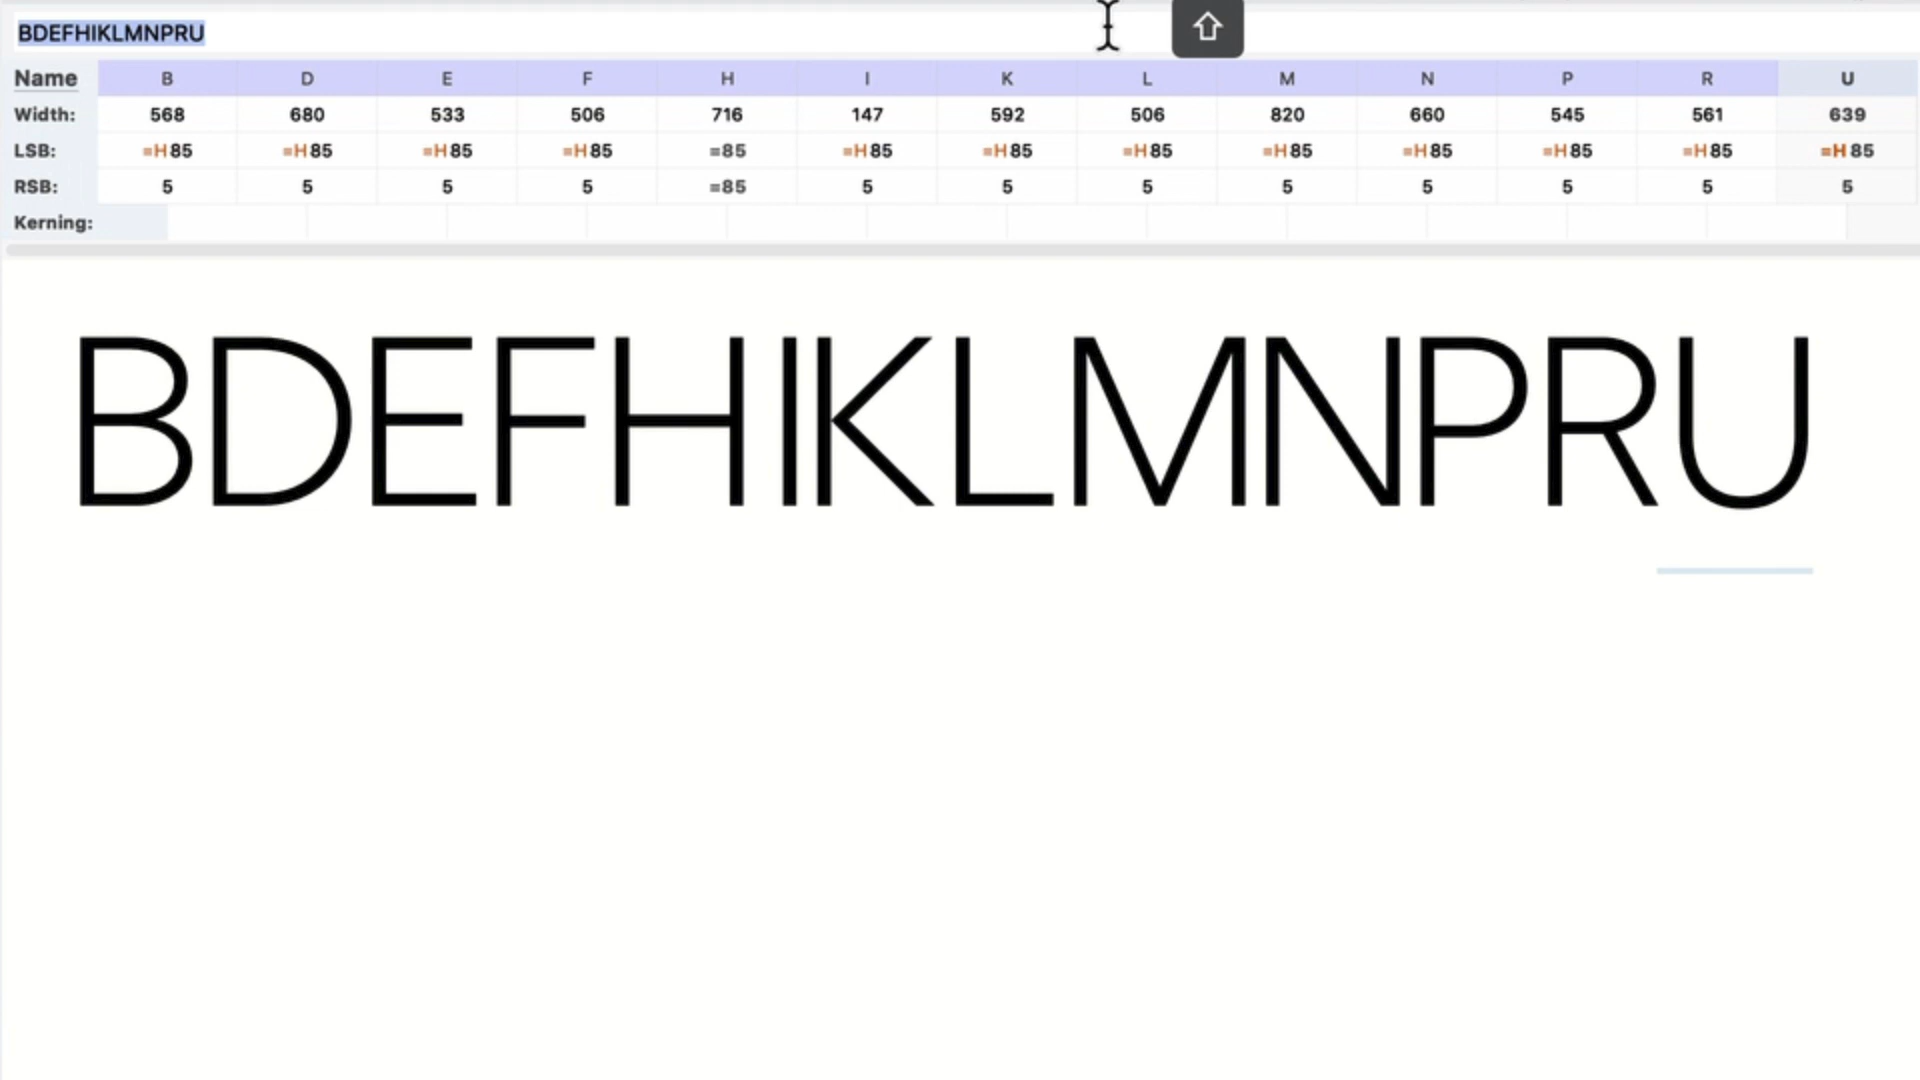 BDEFHIKLMNPRU
Name B D E F H I K L M N P R U
Width: 568 680 533 506 716 147 592 506 820 660 545 561 639
LSB: =H85 =H85 =H85 =H85 =85 =H85 =H85 =H85 =H85 =H85 =H85 =H85 =H85
RSB: 5 5 5 5 =85 5 5 5 5 5 5 5 5
Kerning:
BDEFHIKLMNPRU